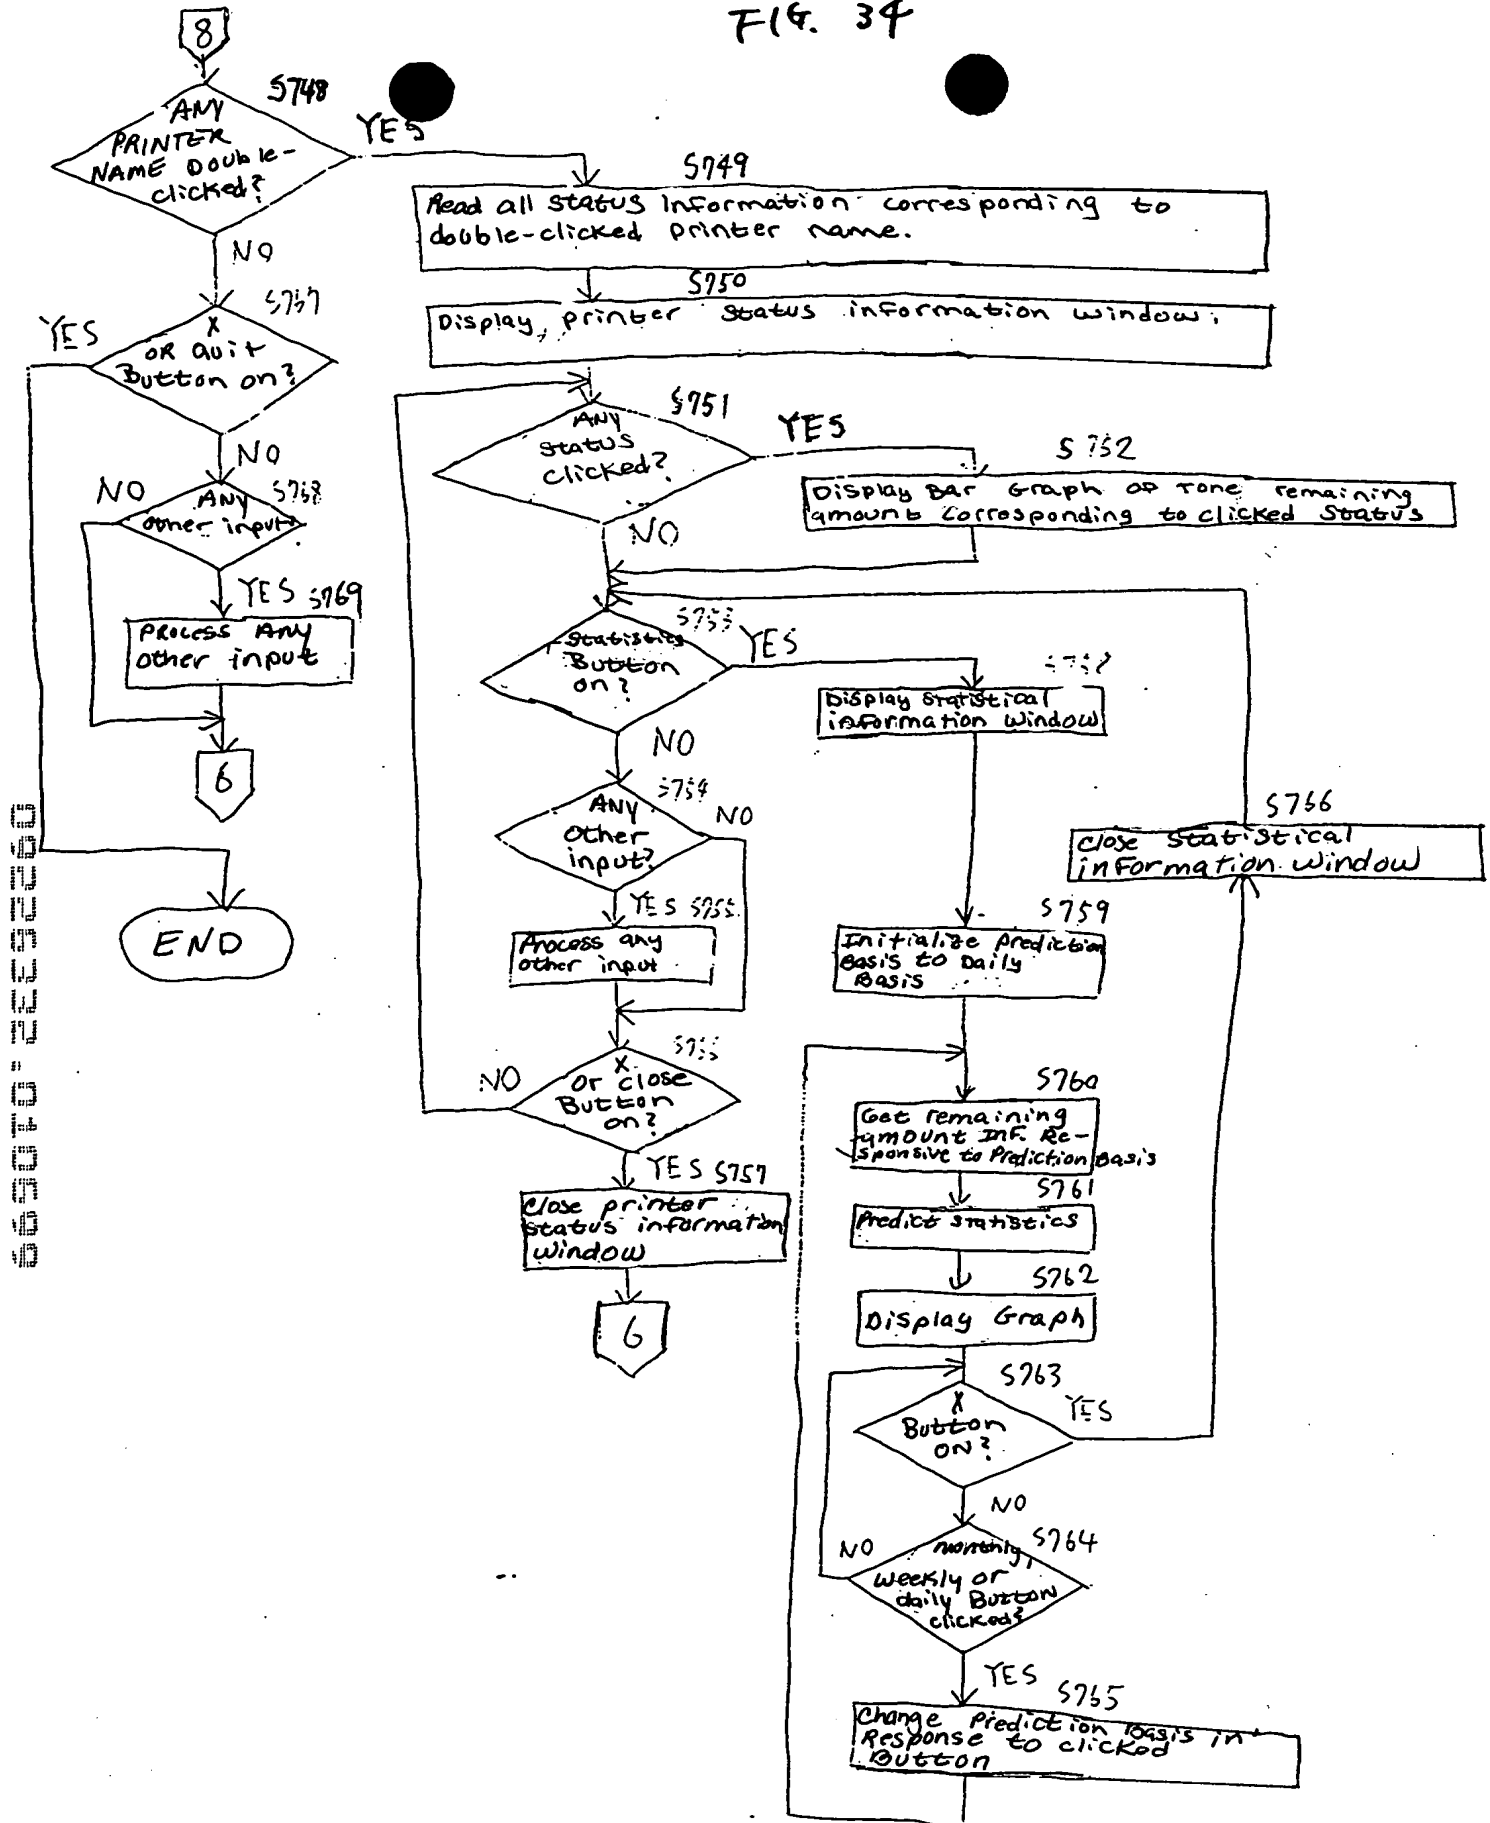 FIG. 34
8
S748
ANY
PRINTER
NAME Double-
clicked?
YES
NO
S749
Read all status Information corresponding to
double-clicked printer name.
S750
Display printer status information window.
X
OR Quit
Button on?
YES
NO
S751
ANY
status
clicked?
YES
NO
S752
Display Bar Graph of Tone remaining
amount Corresponding to clicked Status
S768
ANY
other input?
NO
YES
S769
Process Any
other input
6
END
S753
Statistics
Button
on?
YES
NO
Display statistical
information window
S754
ANY
Other
input?
NO
YES
S755
Process any
other input
X
or close
Button
on?
NO
YES
S757
Close printer
status information
window
6
S766
Close statistical
information window
S759
Initialize prediction
Basis to Daily
Basis
S760
Get remaining
amount INF. Re-
sponsive to Prediction Basis
S761
Predict statistics
S762
Display Graph
S763
X
Button
ON?
YES
NO
S764
monthly,
weekly or
daily Button
clicked?
NO
YES
S765
Change Prediction Basis in
Response to clicked
Button